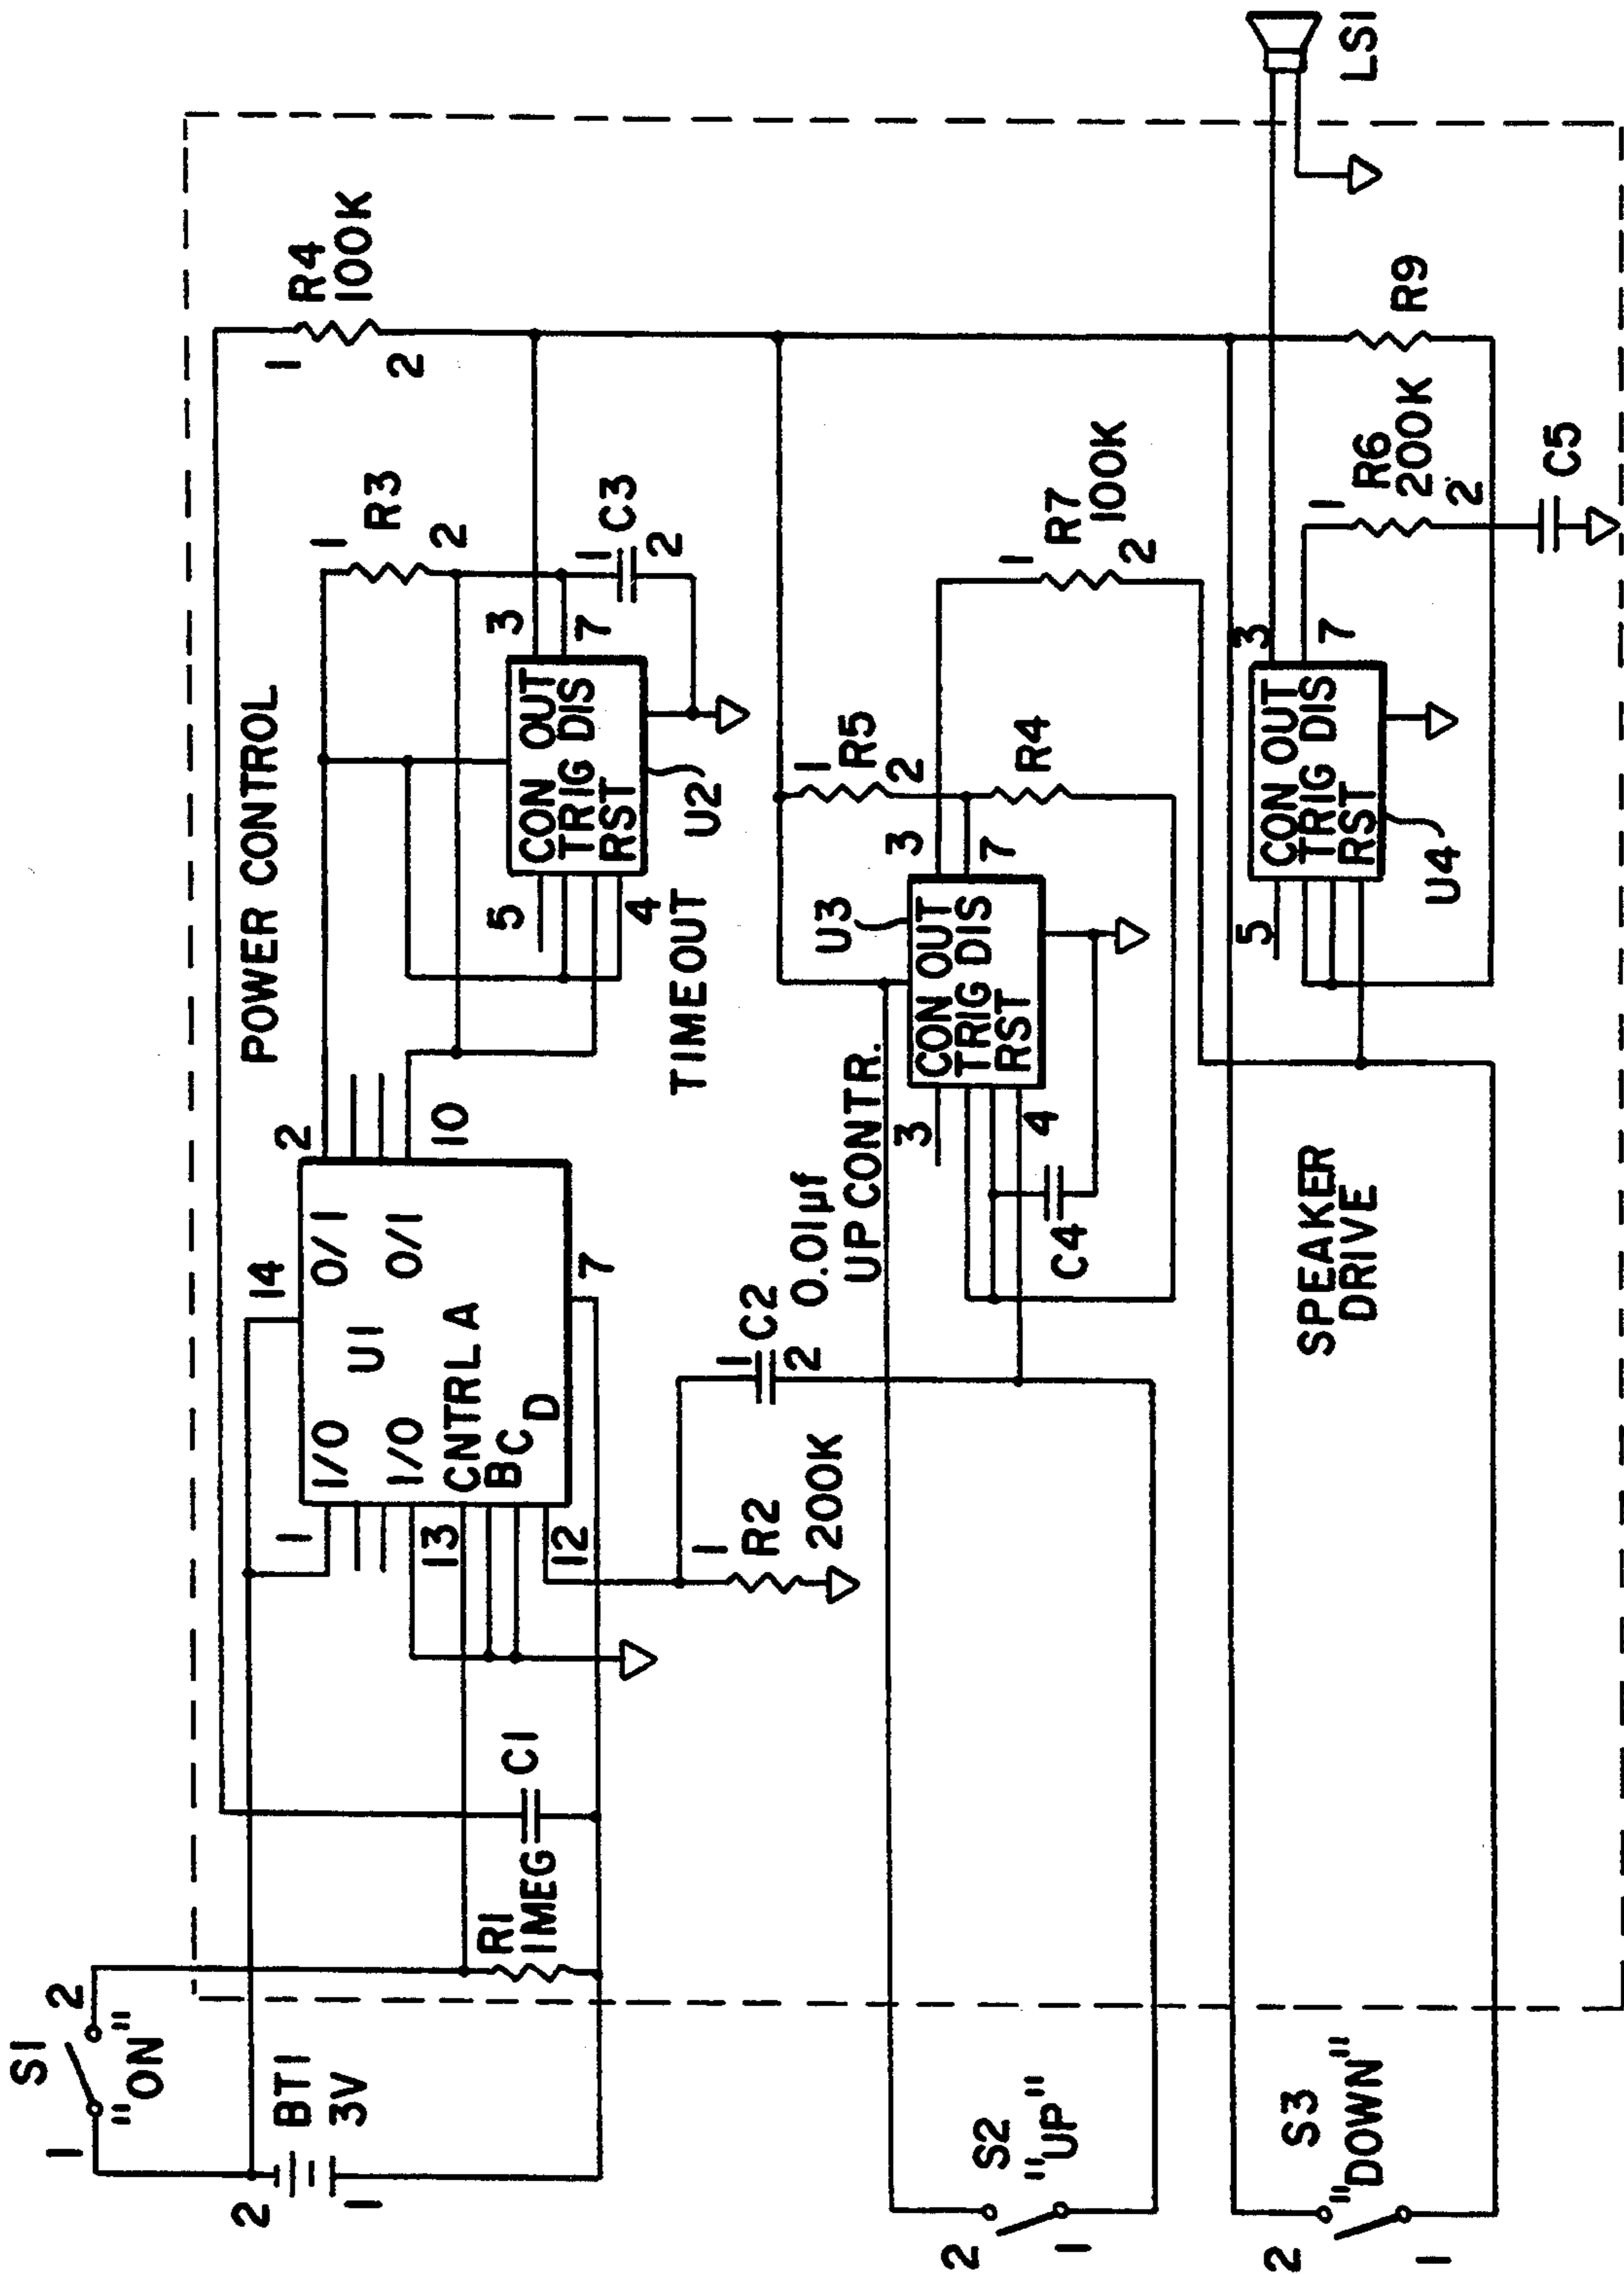 S1
1
2
"ON"
2
BT1
3V
1
R1
1MEG
C1
POWER CONTROL
14
U1
I/O
O/I
I/O
O/I
CNTRL A
B
C
D
1
13
12
2
10
7
1
R3
2
1
R4
100K
2
CON OUT
TRIG DIS
RST
3
7
5
4
U2
TIMEOUT
1
C3
2
1
R2
200K
1
C2
2
0.01µf
UP CONTR.
U3
CON OUT
TRIG DIS
RST
3
7
3
4
C4
1
R5
2
R4
1
R7
100K
2
S2
"UP"
2
1
SPEAKER
DRIVE
CON OUT
TRIG DIS
RST
3
7
5
U4
1
R6
200K
2
R9
C5
LS1
S3
"DOWN"
2
1